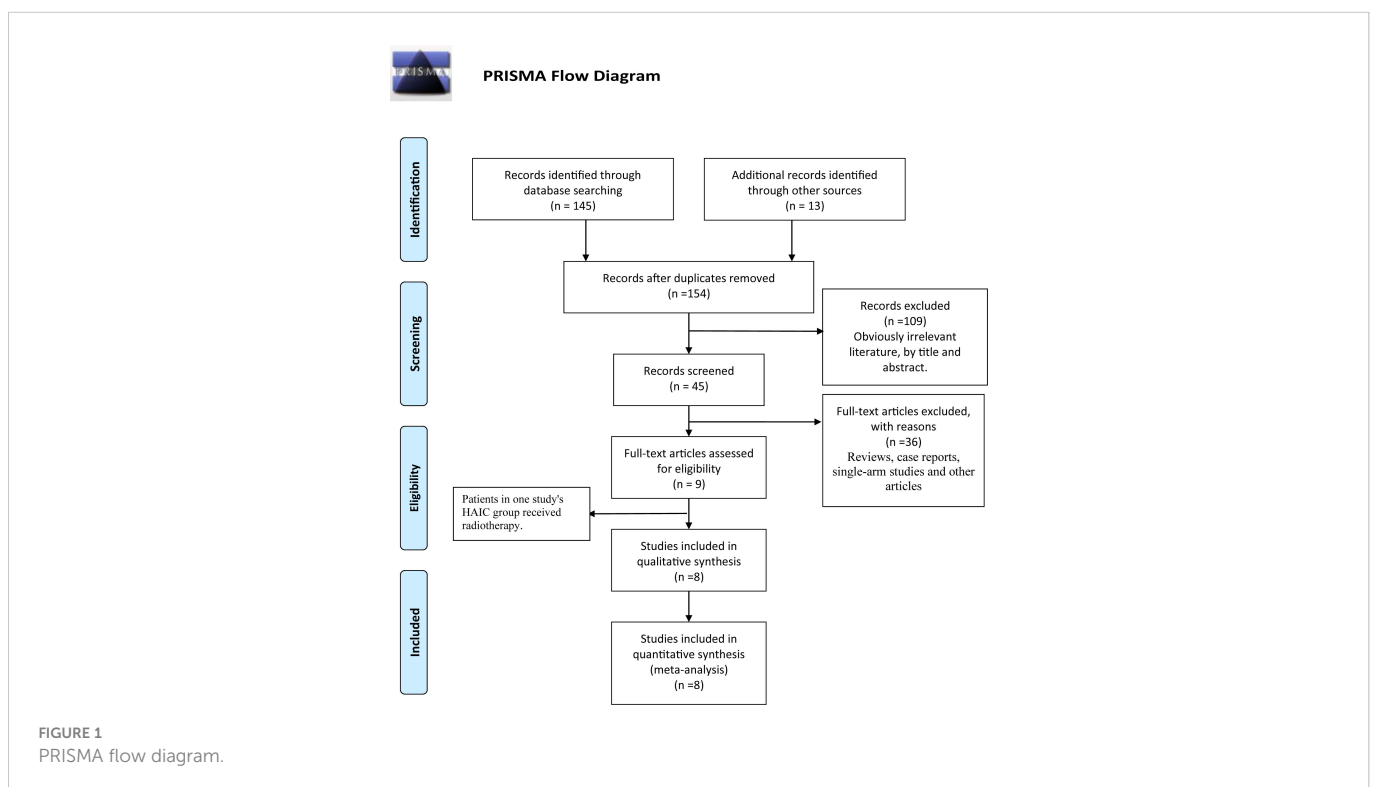 PRISMA
PRISMA Flow Diagram
Identification
Records identified through
database searching
(n = 145)
Additional records identified
through other sources
(n = 13)
Records after duplicates removed
(n =154)
Screening
Records excluded
(n =109)
Obviously irrelevant
literature, by title and
abstract.
Records screened
(n = 45)
Full-text articles excluded,
with reasons
(n =36)
Reviews, case reports,
single-arm studies and other
articles
Eligibility
Full-text articles assessed
for eligibility
(n = 9)
Patients in one study's
HAIC group received
radiotherapy.
Studies included in
qualitative synthesis
(n =8)
Included
Studies included in
quantitative synthesis
(meta-analysis)
(n =8)
FIGURE 1
PRISMA flow diagram.